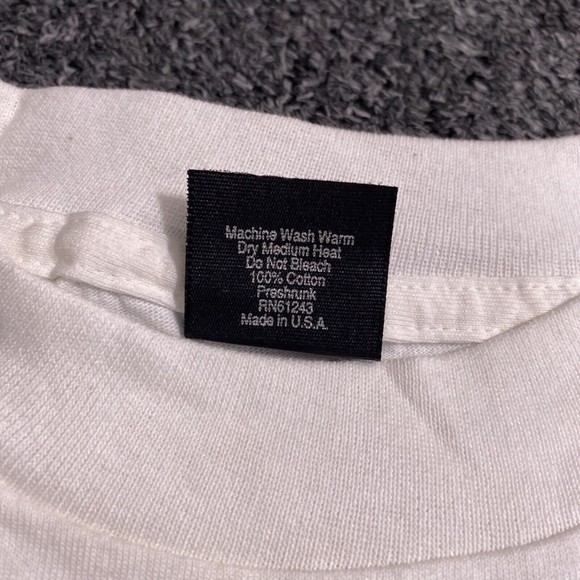 Machine Wash Warm
Dry Medium Heat
Do Not Bleach
100% Cotton
Preshrunk
RN61243
Made in U.S.A.